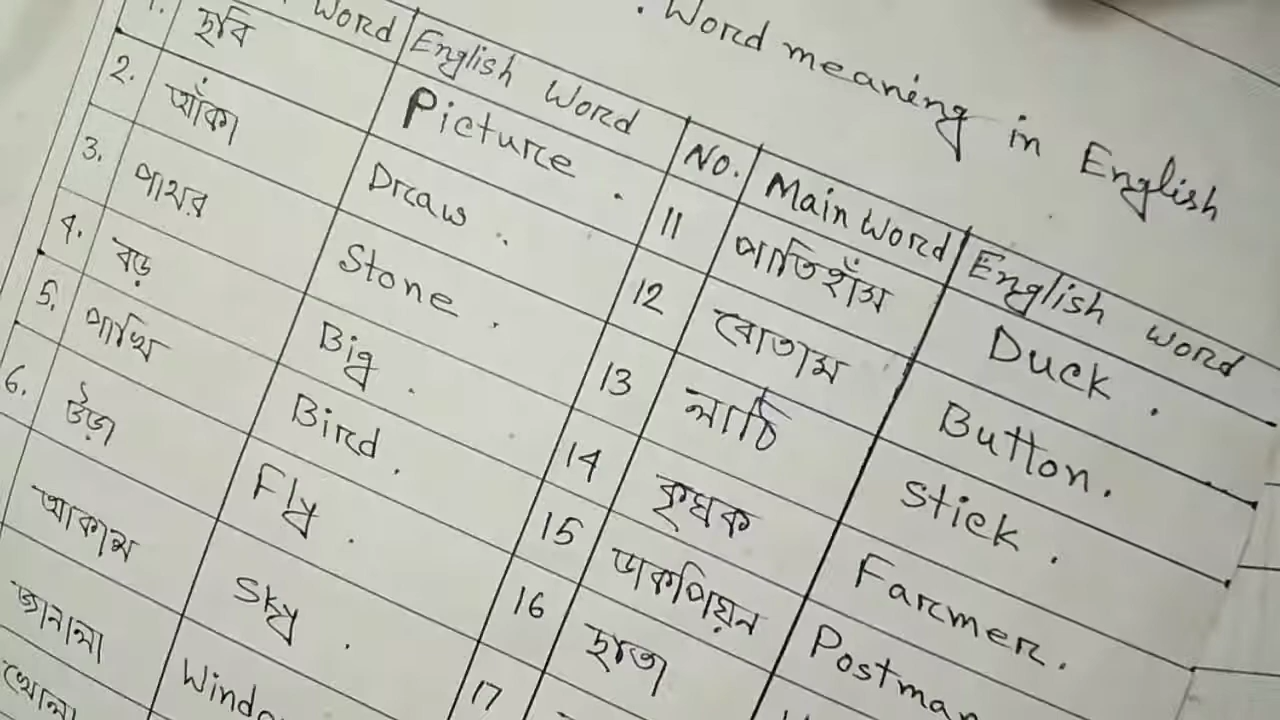 Word meaning in English
1. ছবি Picture.
Word English Word
2. আঁকা Draw.
3. পাথর Stone.
4. বড় Big.
5. পাখি Bird.
6. উড়া Fly.
আকাশ Sky.
জানালা
খোলা
No. Main Word English word
11 পাতিহাঁস Duck.
12 বোতাম Button.
13 লাঠি Stick.
14 কৃষক Farmer.
15 ডাকপিয়ন
16 ছাতা
17